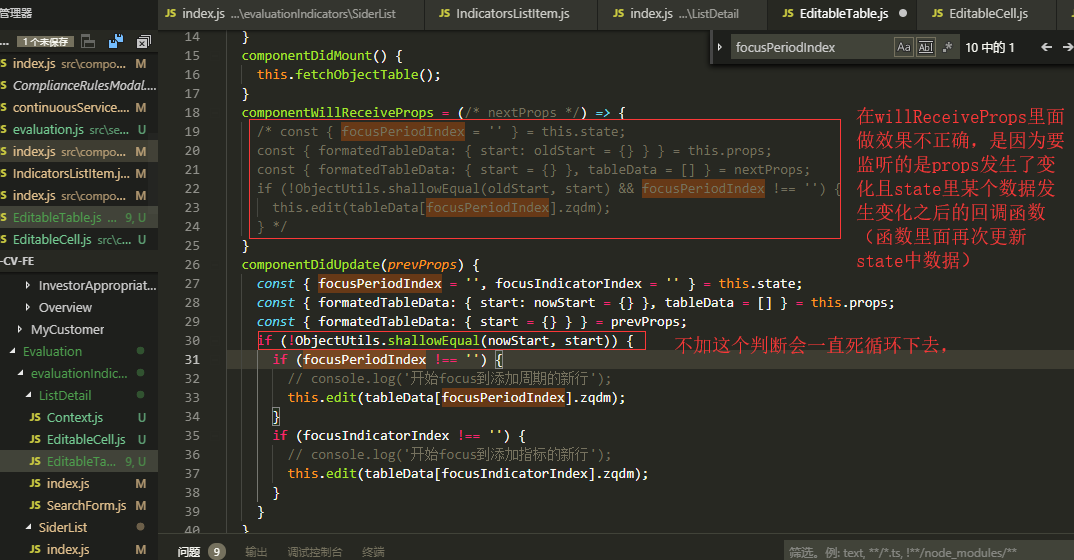 管理器
JS index.js ...\evaluationIndicators\SiderList
JS IndicatorsListItem.js
JS index.js ...\ListDetail
JS EditableTable.js ●
JS EditableCell.js
1 个未保存
S index.js src\compo... M
S ComplianceRulesModal....
S continuousService.... M
S evaluation.js src\se... U
S index.js src\compo... M
S IndicatorsListItem.j... M
S index.js src\compo... M
S EditableTable.js ... 9, U
S EditableCell.js src\c... U
-CV-FE
InvestorAppropriat...
Overview
MyCustomer
Evaluation
evaluationIndic...
ListDetail
JS Context.js U
JS EditableCell.js U
JS EditableTa... 9, U
JS index.js M
JS SearchForm.js M
SiderList
JS index.js M
focusPeriodIndex Aa Abl .* 10 中的 1
14 }
15 componentDidMount() {
16 this.fetchObjectTable();
17 }
18 componentWillReceiveProps = (/* nextProps */) => {
19 /* const { focusPeriodIndex = '' } = this.state;
20 const { formatedTableData: { start: oldStart = {} } } = this.props;
21 const { formatedTableData: { start = {} }, tableData = [] } = nextProps;
22 if (!ObjectUtils.shallowEqual(oldStart, start) && focusPeriodIndex !== '') {
23 this.edit(tableData[focusPeriodIndex].zqdm);
24 } */
25 }
26 componentDidUpdate(prevProps) {
27 const { focusPeriodIndex = '', focusIndicatorIndex = '' } = this.state;
28 const { formatedTableData: { start: nowStart = {} }, tableData = [] } = this.props;
29 const { formatedTableData: { start = {} } } = prevProps;
30 if (!ObjectUtils.shallowEqual(nowStart, start)) {
31 if (focusPeriodIndex !== '') {
32 // console.log('开始focus到添加周期的新行');
33 this.edit(tableData[focusPeriodIndex].zqdm);
34 }
35 if (focusIndicatorIndex !== '') {
36 // console.log('开始focus到添加指标的新行');
37 this.edit(tableData[focusIndicatorIndex].zqdm);
38 }
39 }
40 }
在willReceiveProps里面
做效果不正确，是因为要
监听的是props发生了变
化且state里某个数据发
生变化之后的回调函数
（函数里面再次更新
state中数据）
不加这个判断会一直死循环下去，
问题 9 输出 调试控制台 终端
筛选。例: text, **/*.ts, !**/node_modules/**